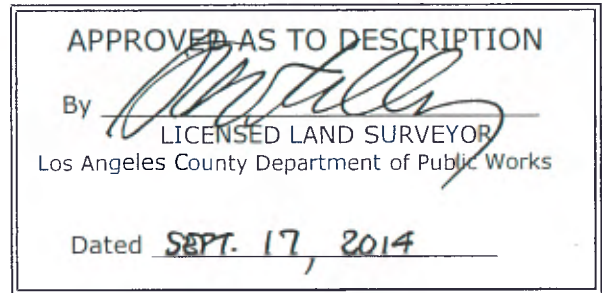 APPROVED AS TO DESCRIPTION
By
LICENSED LAND SURVEYOR
Los Angeles County Department of Public Works
Dated SEPT. 17, 2014